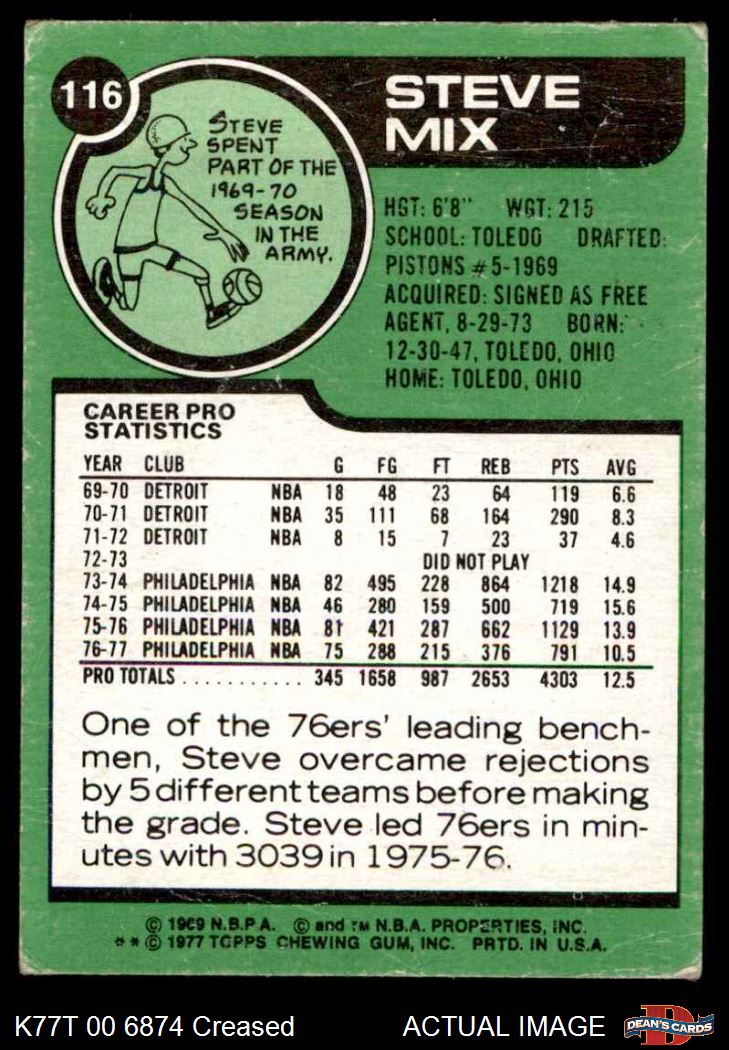 116
STEVE
MIX
STEVE
SPENT
PART OF THE
1969-70
SEASON
IN THE
ARMY.
HGT: 6'8" WGT: 215
SCHOOL: TOLEDO DRAFTED:
PISTONS #5-1969
ACQUIRED: SIGNED AS FREE
AGENT, 8-29-73 BORN:
12-30-47, TOLEDO, OHIO
HOME: TOLEDO, OHIO
CAREER PRO
STATISTICS
YEAR CLUB G FG FT REB PTS AVG
69-70 DETROIT NBA 18 48 23 64 119 6.6
70-71 DETROIT NBA 35 111 68 164 290 8.3
71-72 DETROIT NBA 8 15 7 23 37 4.6
72-73 DID NOT PLAY
73-74 PHILADELPHIA NBA 82 495 228 864 1218 14.9
74-75 PHILADELPHIA NBA 46 280 159 500 719 15.6
75-76 PHILADELPHIA NBA 81 421 287 662 1129 13.9
76-77 PHILADELPHIA NBA 75 288 215 376 791 10.5
PRO TOTALS ........... 345 1658 987 2653 4303 12.5
One of the 76ers' leading bench-
men, Steve overcame rejections
by 5 different teams before making
the grade. Steve led 76ers in min-
utes with 3039 in 1975-76.
© 1969 N.B.P.A. © and ™ N.B.A. PROPERTIES, INC.
** © 1977 TOPPS CHEWING GUM, INC. PRTD. IN U.S.A.
K77T 00 6874 Creased ACTUAL IMAGE
D
DEAN'S CARDS